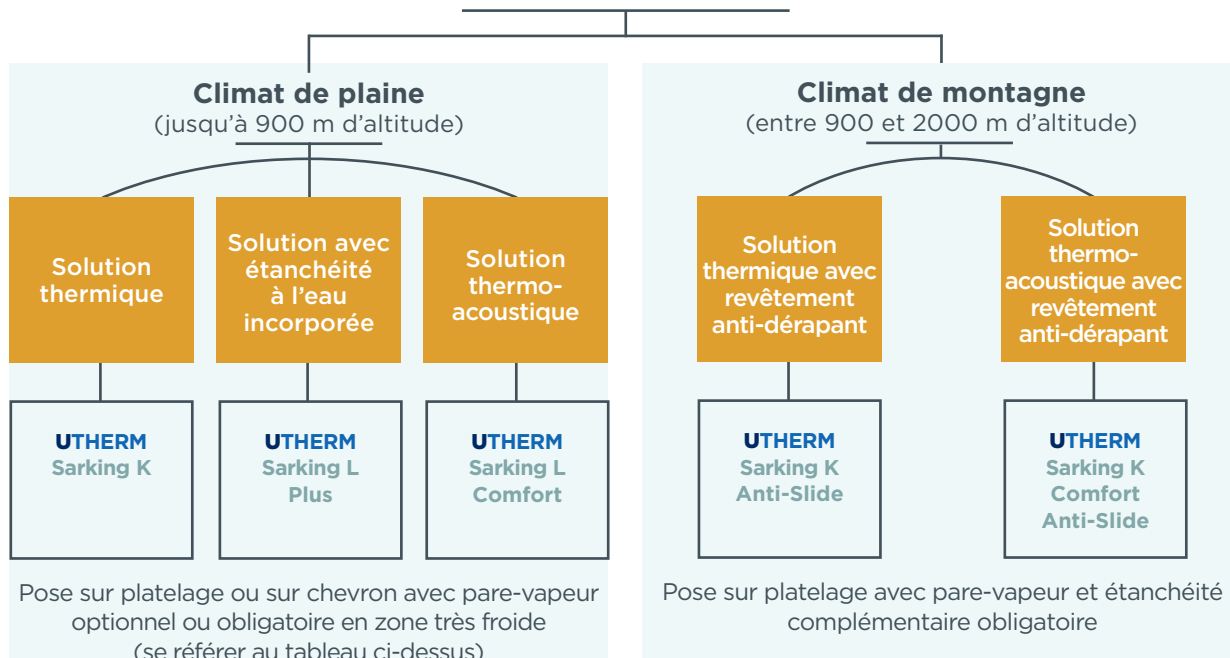 Climat de plaine
(jusqu'à 900 m d'altitude)
Solution
thermique
Solution avec
étanchéité
à l'eau
incorporée
Solution
thermo-
acoustique
UTHERM
Sarking K
UTHERM
Sarking L
Plus
UTHERM
Sarking L
Comfort
Pose sur platelage ou sur chevron avec pare-vapeur
optionnel ou obligatoire en zone très froide
(se référer au tableau ci-dessus)
Climat de montagne
(entre 900 et 2000 m d'altitude)
Solution
thermique avec
revêtement
anti-dérapant
Solution
thermo-
acoustique avec
revêtement
anti-dérapant
UTHERM
Sarking K
Anti-Slide
UTHERM
Sarking K
Comfort
Anti-Slide
Pose sur platelage avec pare-vapeur et étanchéité
complémentaire obligatoire